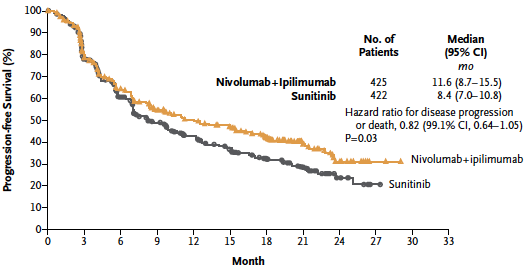 No. of Patients
Median (95% CI)
mo
Nivolumab+Ipilimumab 425 11.6 (8.7–15.5)
Sunitinib 422 8.4 (7.0–10.8)
Hazard ratio for disease progression
or death, 0.82 (99.1% CI, 0.64–1.05)
P=0.03
Nivolumab+ipilimumab
Sunitinib
Progression-free Survival (%)
100
90
80
70
60
50
40
30
20
10
0
0 3 6 9 12 15 18 21 24 27 30 33
Month